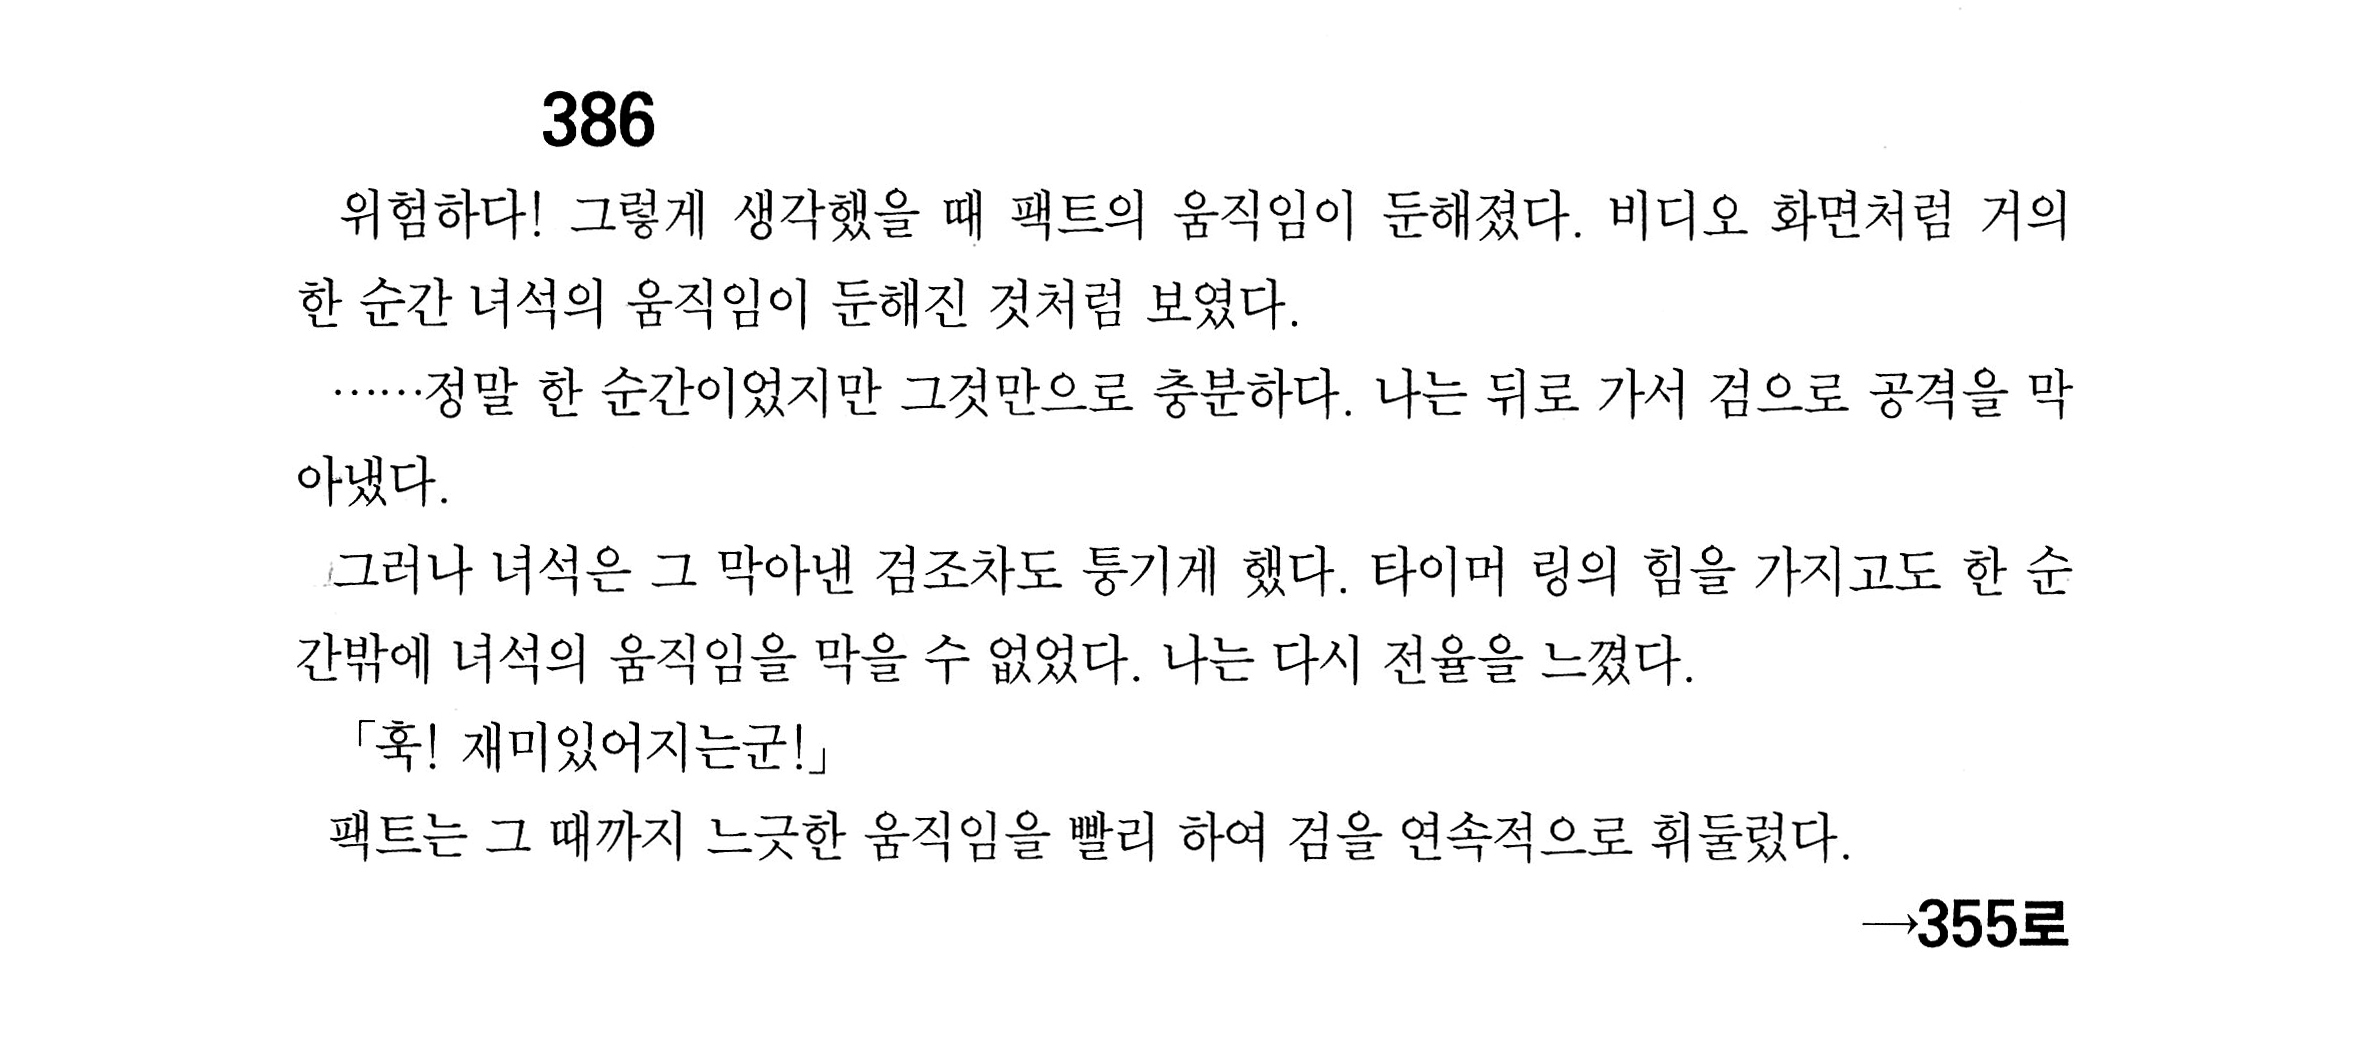 386
위험하다! 그렇게 생각했을 때 팩트의 움직임이 둔해졌다. 비디오 화면처럼 거의
한 순간 녀석의 움직임이 둔해진 것처럼 보였다.
……정말 한 순간이었지만 그것만으로 충분하다. 나는 뒤로 가서 검으로 공격을 막
아냈다.
그러나 녀석은 그 막아낸 검조차도 퉁기게 했다. 타이머 링의 힘을 가지고도 한 순
간밖에 녀석의 움직임을 막을 수 없었다. 나는 다시 전율을 느꼈다.
「훅! 재미있어지는군!」
팩트는 그 때까지 느긋한 움직임을 빨리 하여 검을 연속적으로 휘둘렀다.
→355로